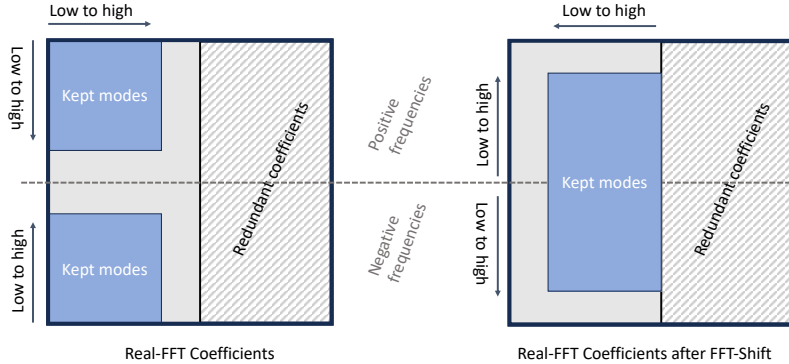 Low to high
Low to high
Kept modes
Redundant coefficients
Low to high
Kept modes
Real-FFT Coefficients
Positive
frequencies
Negative
frequencies
Low to high
Low to high
Kept modes
Low to
high
Redundant coefficients
Real-FFT Coefficients after FFT-Shift